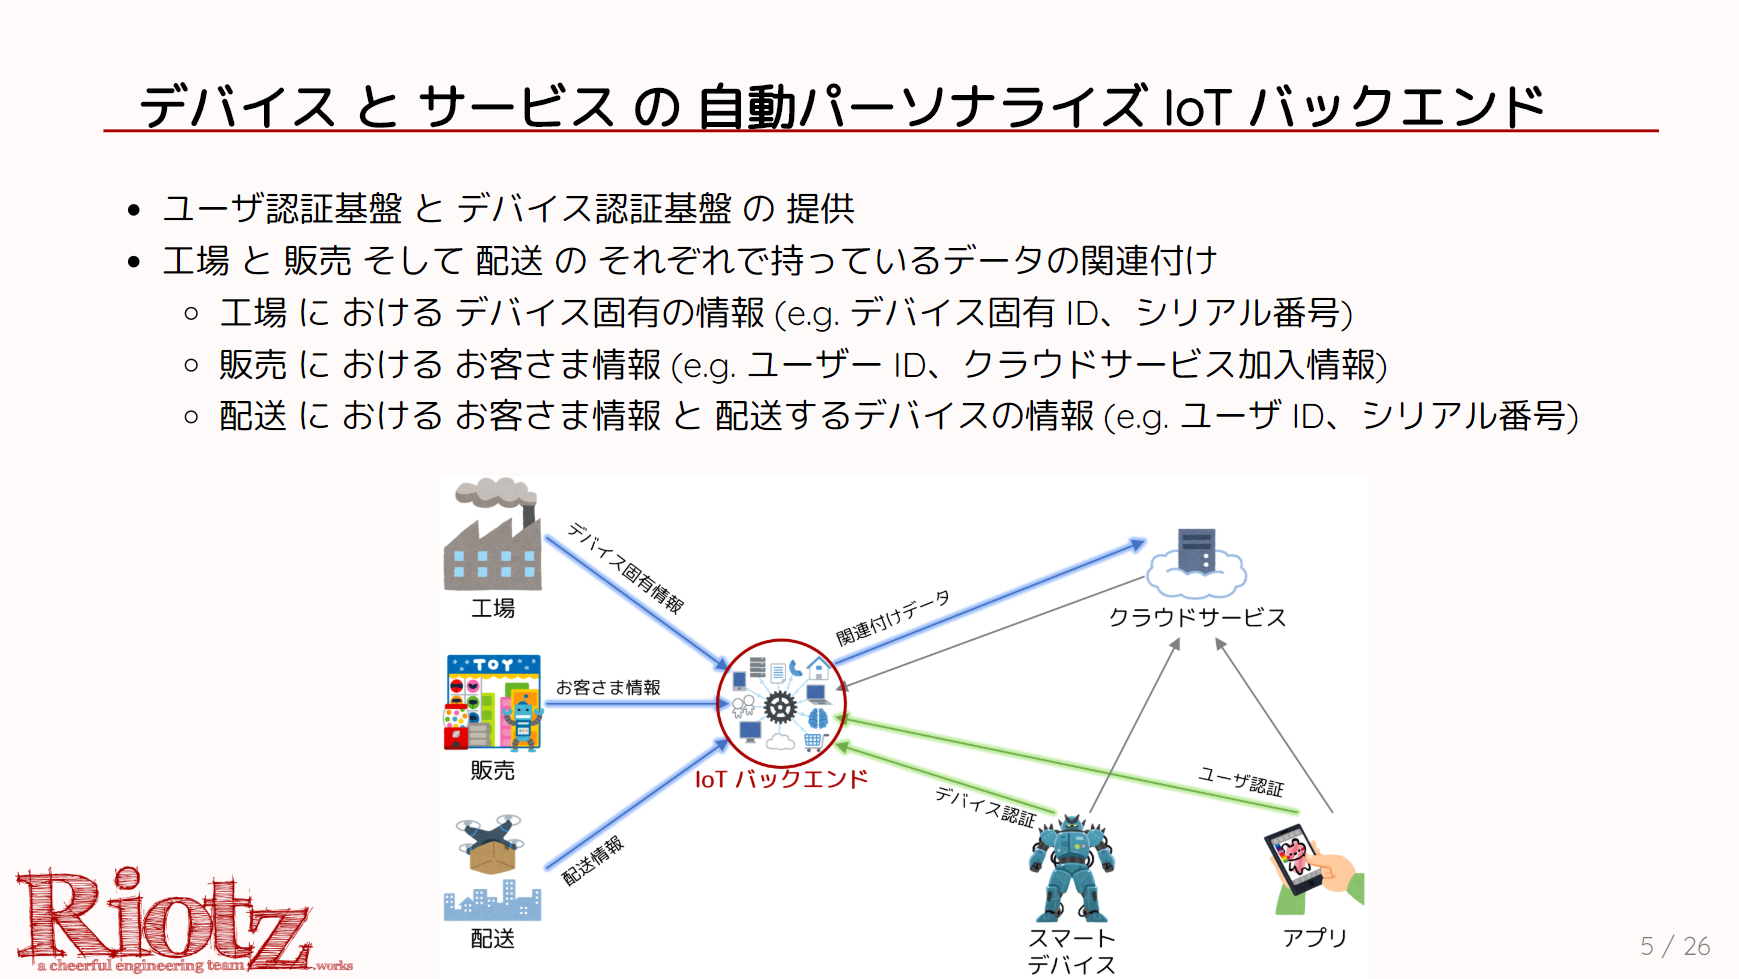 デバイス と サービス の 自動パーソナライズ IoT バックエンド
• ユーザ認証基盤 と デバイス認証基盤 の 提供
• 工場 と 販売 そして 配送 の それぞれで持っているデータの関連付け
○ 工場 に おける デバイス固有の情報 (e.g. デバイス固有 ID、シリアル番号)
○ 販売 に おける お客さま情報 (e.g. ユーザー ID、クラウドサービス加入情報)
○ 配送 に おける お客さま情報 と 配送するデバイスの情報 (e.g. ユーザ ID、シリアル番号)
デバイス固有情報
関連付けデータ
工場
クラウドサービス
TOY
お客さま情報
販売
IoT バックエンド
ユーザ認証
デバイス認証
配送情報
配送
スマート
デバイス
アプリ
Riotz
a cheerful engineering team .works
5 / 26